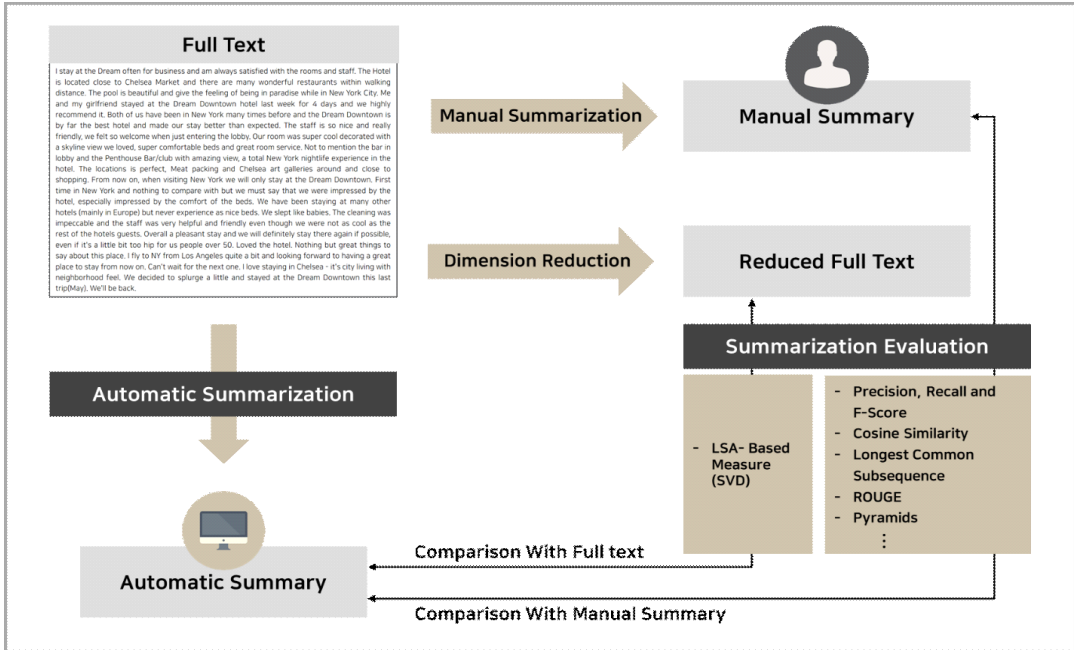 Full Text
I stay at the Dream often for business and am always satisfied with the rooms and staff. The Hotel
is located close to Chelsea Market and there are many wonderful restaurants within walking
distance. The pool is beautiful and give the feeling of being in paradise while in New York City. Me
and my girlfriend stayed at the Dream Downtown hotel last week for 4 days and we highly
recommend it. Both of us have been in New York many times before and the Dream Downtown is
by far the best hotel and made our stay better than expected. The staff is so nice and really
friendly, we felt so welcome when just entering the lobby. Our room was super cool decorated with
a skyline view we loved, super comfortable beds and great room service. Not to mention the bar in
lobby and the Penthouse Bar/club with amazing view, a total New York nightlife experience in the
hotel. The locations is perfect, Meat packing and Chelsea art galleries around and close to
shopping. From now on, when visiting New York we will only stay at the Dream Downtown. First
time in New York and nothing to compare with but we must say that we were impressed by the
hotel, especially impressed by the comfort of the beds. We have been staying at many other
hotels (mainly in Europe) but never experience as nice beds. We slept like babies. The cleaning was
impeccable and the staff was very helpful and friendly even though we were not as cool as the
rest of the hotels guests. Overall a pleasant stay and we will definitely stay there again if possible,
even if it's a little bit too hip for us people over 50. Loved the hotel. Nothing but great things to
say about this place. I fly to NY from Los Angeles quite a bit and looking forward to having a great
place to stay from now on. Can't wait for the next one. I love staying in Chelsea - it's city living with
neighborhood feel. We decided to splurge a little and stayed at the Dream Downtown this last
trip(May). We'll be back.
Manual Summarization
Manual Summary
Dimension Reduction
Reduced Full Text
Automatic Summarization
Summarization Evaluation
- LSA- Based
Measure
(SVD)
- Precision, Recall and
F-Score
- Cosine Similarity
- Longest Common
Subsequence
- ROUGE
- Pyramids
⋮
Automatic Summary
Comparison With Full text
Comparison With Manual Summary